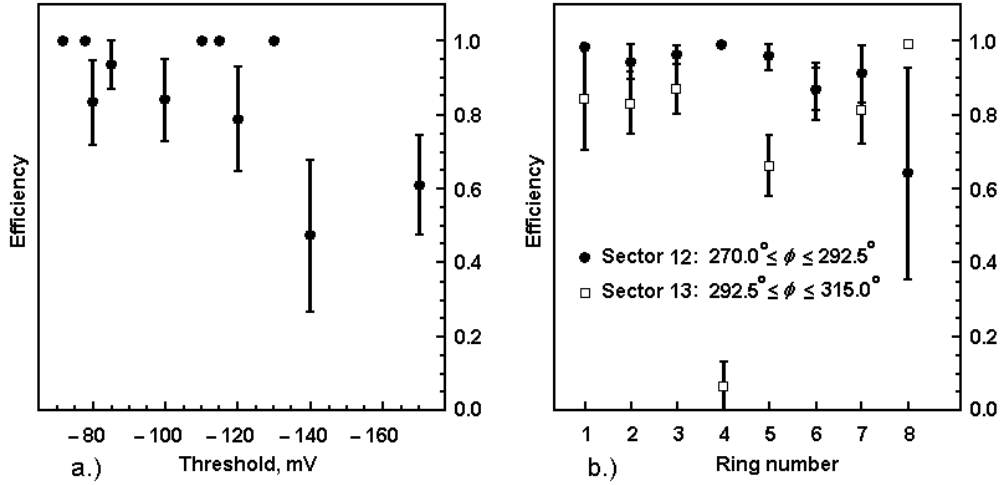 1.0
0.8
0.6
0.4
0.2
0.0
Efficiency
−80 −100 −120 −140 −160
Threshold, mV
a.)
1.0
0.8
0.6
0.4
0.2
0.0
Efficiency
Sector 12: 270.0° ≤ ϕ ≤ 292.5°
Sector 13: 292.5° ≤ ϕ ≤ 315.0°
1 2 3 4 5 6 7 8
Ring number
b.)